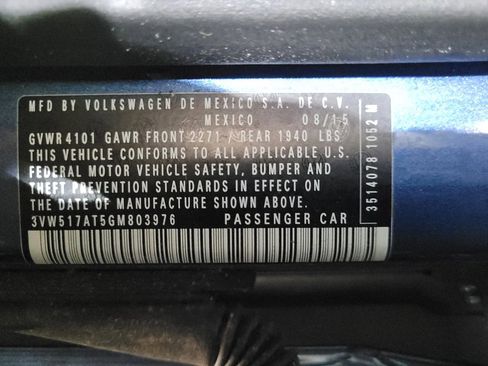 MFD BY VOLKSWAGEN DE MEXICO S.A. DE C.V.
MEXICO 08/15
GVWR 4101 GAWR FRONT 2271 / REAR 1940 LBS
THIS VEHICLE CONFORMS TO ALL APPLICABLE U.S.
FEDERAL MOTOR VEHICLE SAFETY, BUMPER AND
THEFT PREVENTION STANDARDS IN EFFECT ON
THE DATE OF MANUFACTURE SHOWN ABOVE.
3VW517AT5GM803976 PASSENGER CAR
3514078 1052 M